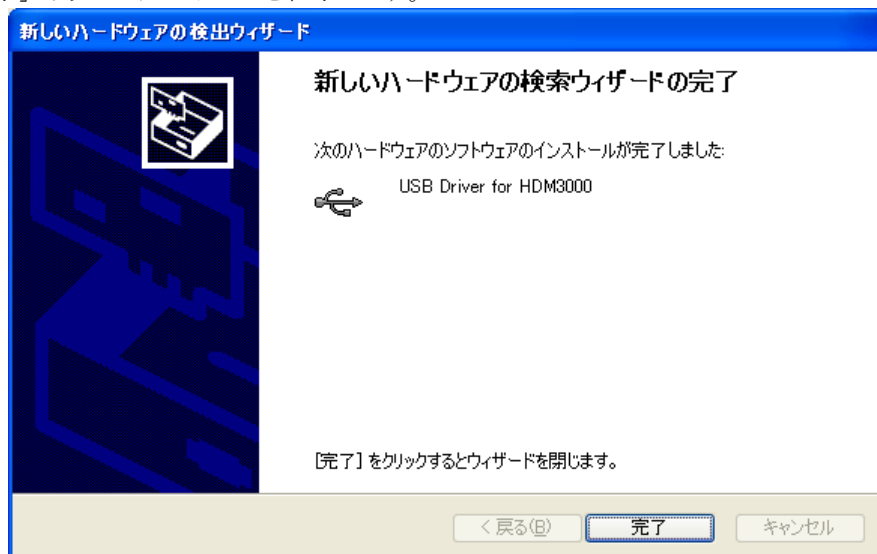 新しいハードウェアの検出ウィザード
新しいハードウェアの検索ウィザードの完了
次のハードウェアのソフトウェアのインストールが完了しました:
USB Driver for HDM3000
[完了] をクリックするとウィザードを閉じます。
< 戻る(B)
完了
キャンセル